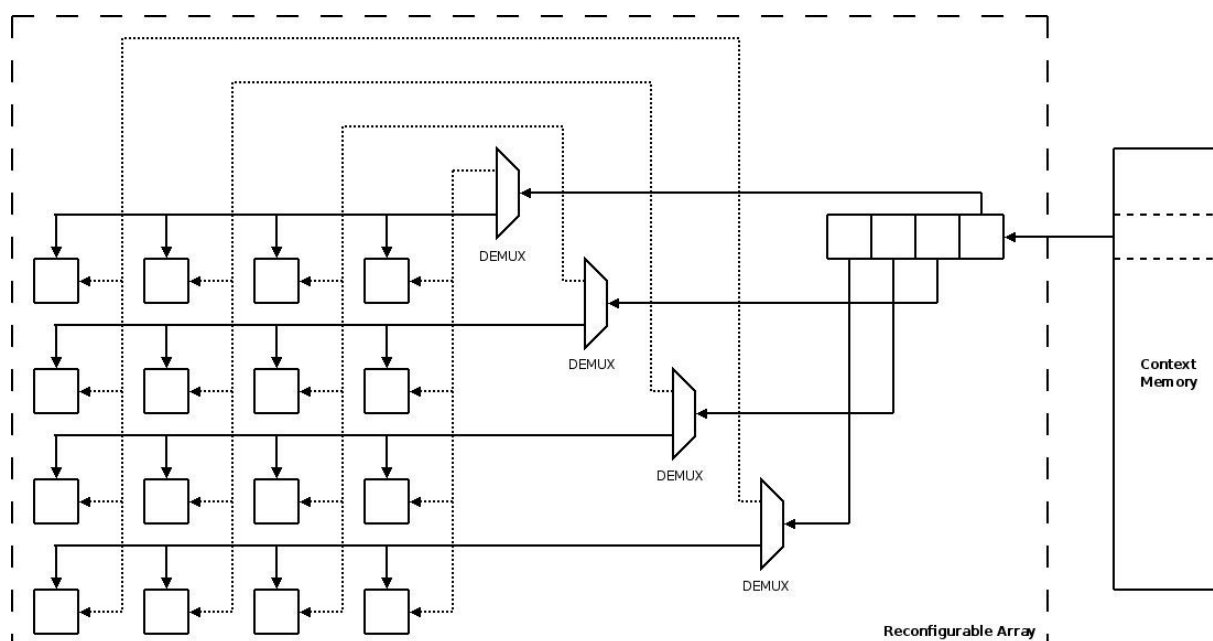 DEMUX
DEMUX
Context
Memory
DEMUX
DEMUX
Reconfigurable Array